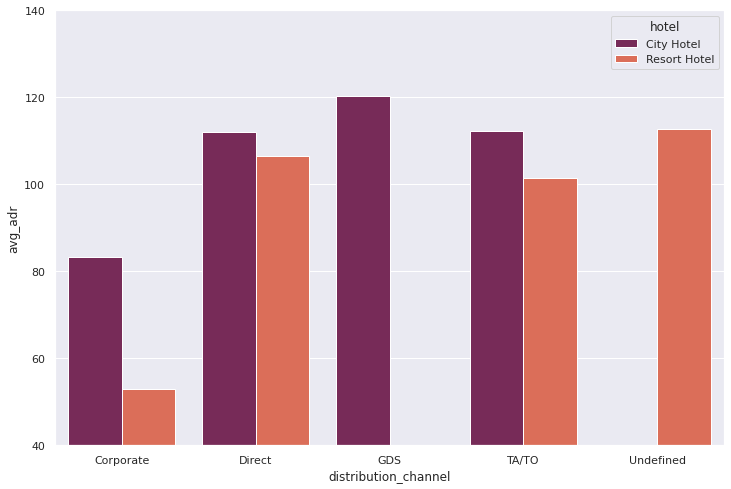 140
120
100
80
60
40
avg_adr
hotel
City Hotel
Resort Hotel
Corporate
Direct
GDS
TA/TO
Undefined
distribution_channel